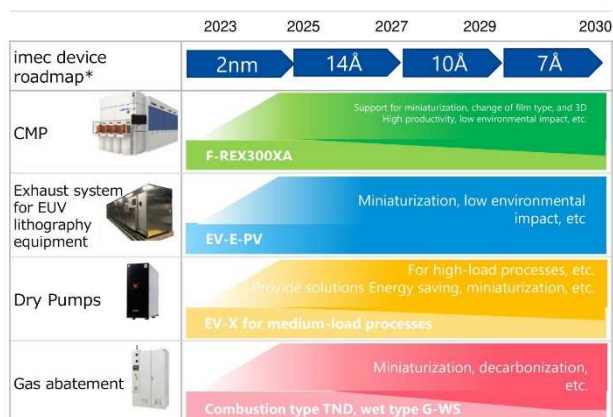 2023 2025 2027 2029 2030
imec device
roadmap*
2nm 14Å 10Å 7Å
CMP
Support for miniaturization, change of film type, and 3D
High productivity, low environmental impact, etc.
F-REX300XA
Exhaust system
for EUV
lithography
equipment
Miniaturization, low environmental
impact, etc
EV-E-PV
Dry Pumps
For high-load processes, etc.
Provide solutions Energy saving, miniaturization, etc.
EV-X for medium-load processes
Gas abatement
Miniaturization, decarbonization,
etc.
Combustion type TND, wet type G-WS